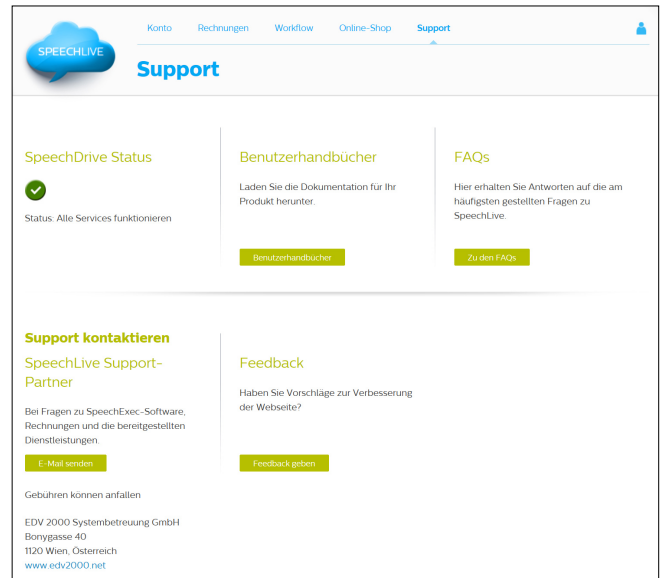 Konto Rechnungen Workflow Online-Shop Support
SPEECHLIVE
Support
SpeechDrive Status
Status: Alle Services funktionieren
Benutzerhandbücher
Laden Sie die Dokumentation für Ihr
Produkt herunter.
Benutzerhandbücher
FAQs
Hier erhalten Sie Antworten auf die am
häufigsten gestellten Fragen zu
SpeechLive.
Zu den FAQs
Support kontaktieren
SpeechLive Support-
Partner
Bei Fragen zu SpeechExec-Software,
Rechnungen und die bereitgestellten
Dienstleistungen.
E-Mail senden
Gebühren können anfallen
EDV 2000 Systembetreuung GmbH
Bonygasse 40
1120 Wien, Österreich
www.edv2000.net
Feedback
Haben Sie Vorschläge zur Verbesserung
der Webseite?
Feedback geben